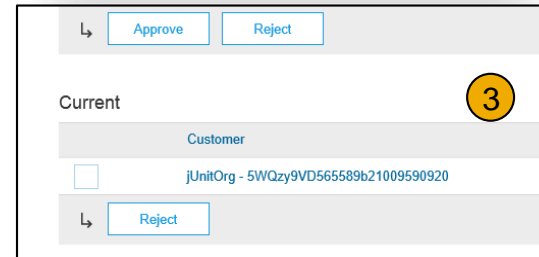 Approve Reject
Current
3
Customer
jUnitOrg - 5WQzy9VD565589b21009590920
Reject